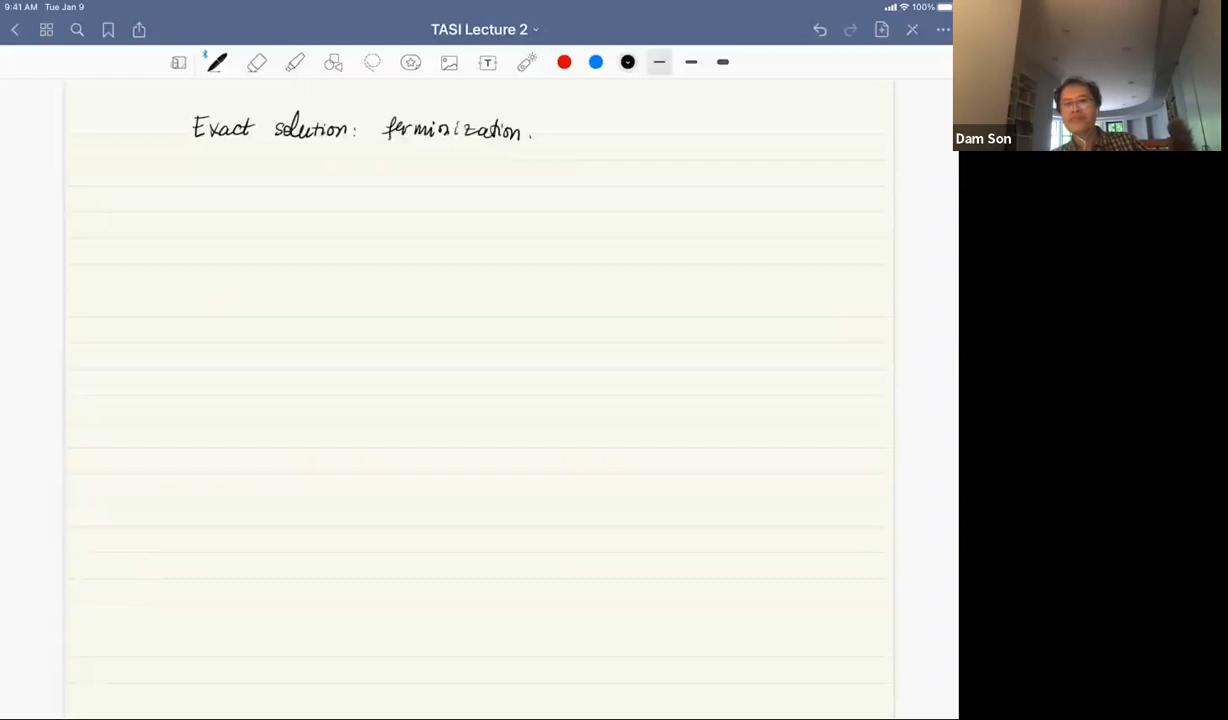 9:41 AM Tue Jan 9
100%
TASI Lecture 2
T
Exact solution: fermionization.
Dam Son